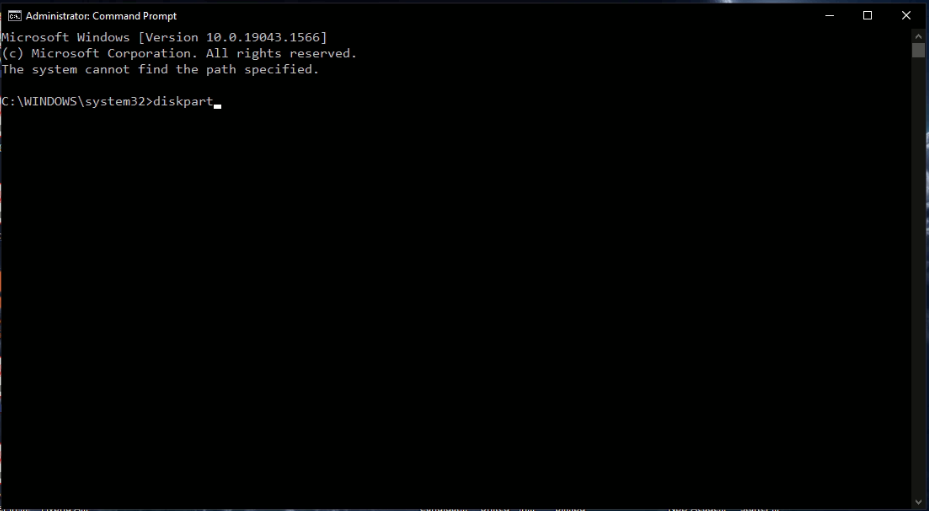 Administrator: Command Prompt
Microsoft Windows [Version 10.0.19043.1566]
(c) Microsoft Corporation. All rights reserved.
The system cannot find the path specified.
C:\WINDOWS\system32>diskpart